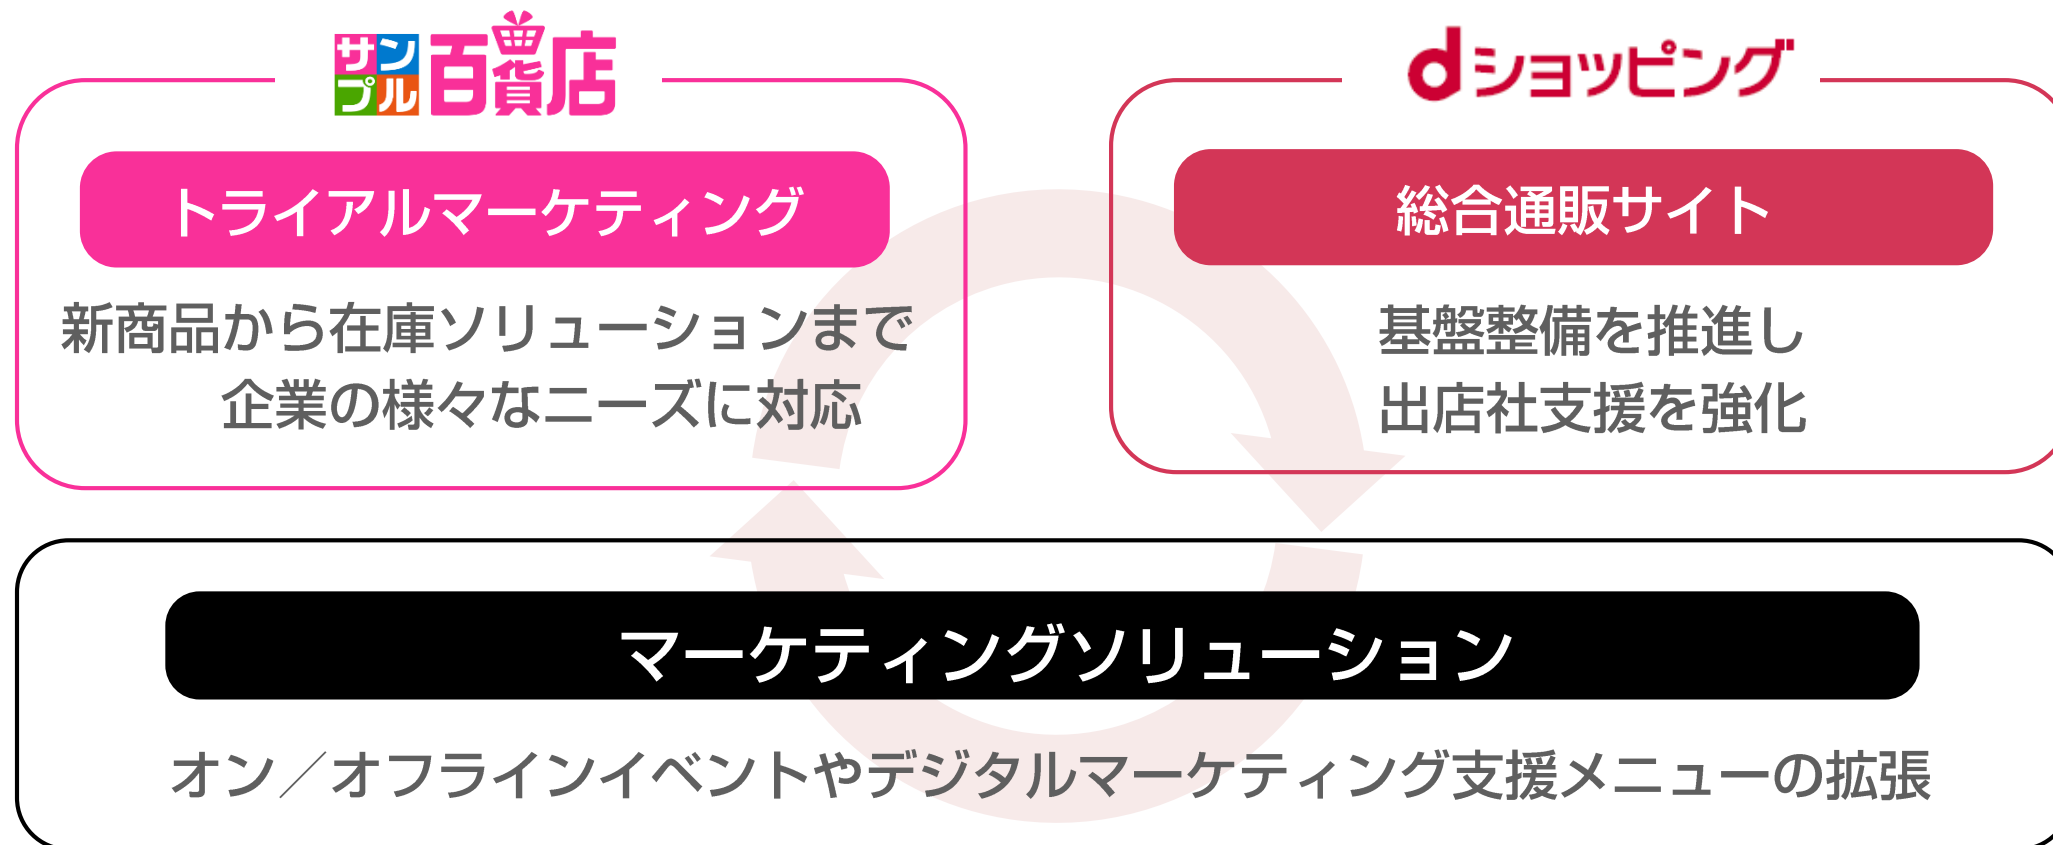 サンプル百貨店
トライアルマーケティング
新商品から在庫ソリューションまで
企業の様々なニーズに対応
dショッピング
総合通販サイト
基盤整備を推進し
出店社支援を強化
マーケティングソリューション
オン／オフラインイベントやデジタルマーケティング支援メニューの拡張